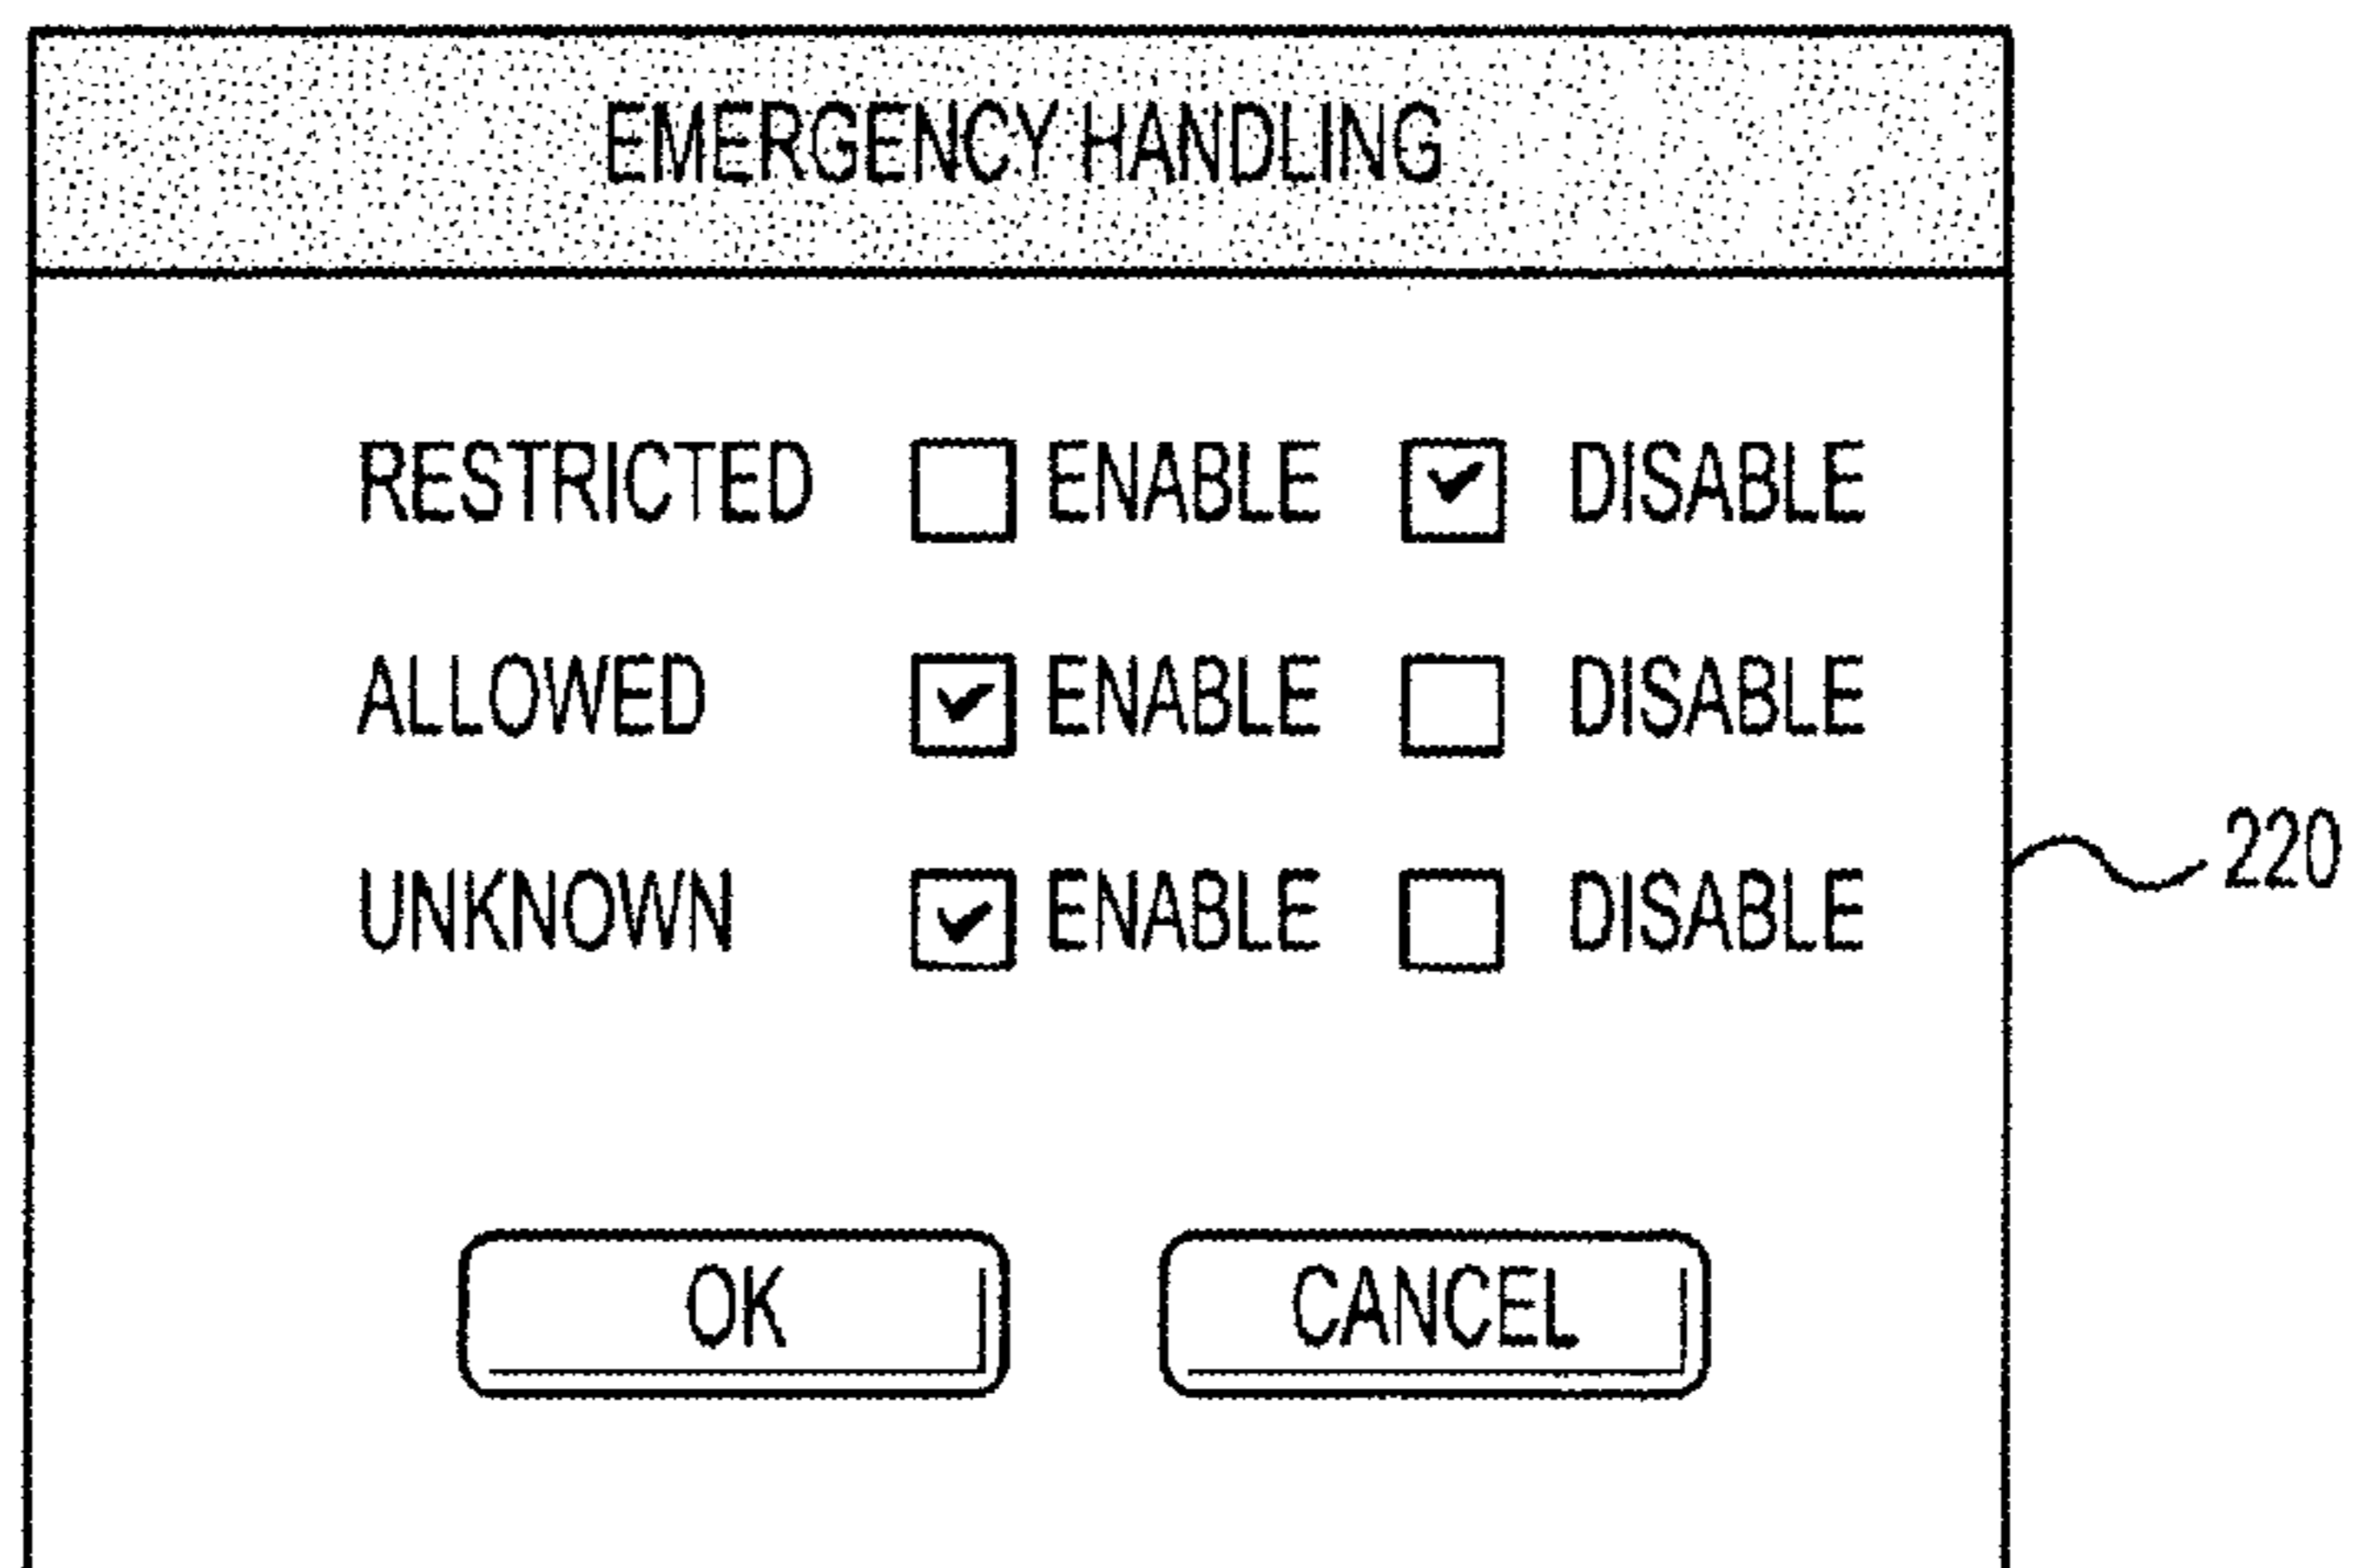 EMERGENCY HANDLING
RESTRICTED ENABLE DISABLE
ALLOWED ENABLE DISABLE
UNKNOWN ENABLE DISABLE
220
OK CANCEL